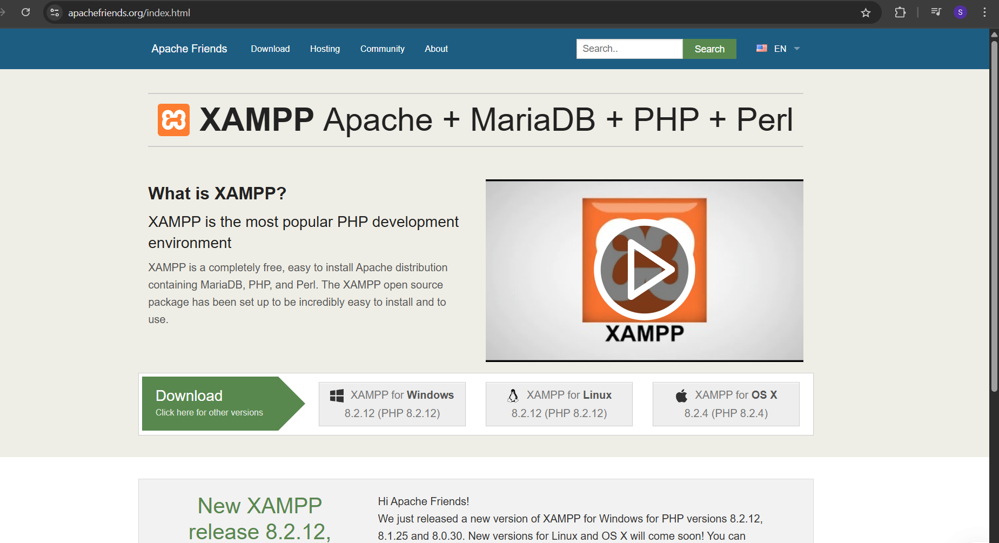 apachefriends.org/index.html
S
Apache Friends Download Hosting Community About Search.. Search EN
XAMPP Apache + MariaDB + PHP + Perl
What is XAMPP?
XAMPP is the most popular PHP development
environment
XAMPP is a completely free, easy to install Apache distribution
containing MariaDB, PHP, and Perl. The XAMPP open source
package has been set up to be incredibly easy to install and to
use.
XAMPP
Download
Click here for other versions
XAMPP for Windows
8.2.12 (PHP 8.2.12)
XAMPP for Linux
8.2.12 (PHP 8.2.12)
XAMPP for OS X
8.2.4 (PHP 8.2.4)
New XAMPP
release 8.2.12,
Hi Apache Friends!
We just released a new version of XAMPP for Windows for PHP versions 8.2.12,
8.1.25 and 8.0.30. New versions for Linux and OS X will come soon! You can